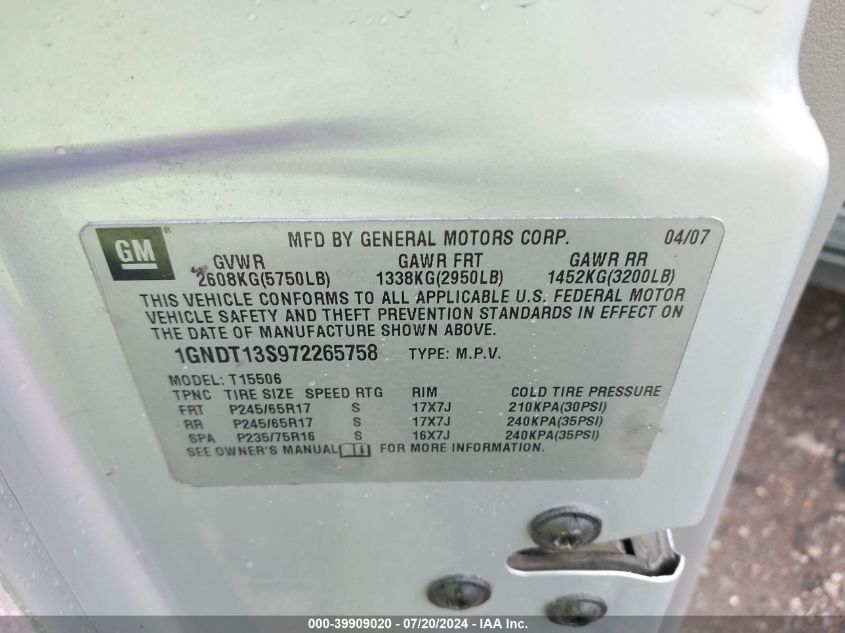 GM®
MFD BY GENERAL MOTORS CORP. 04/07
GVWR GAWR FRT GAWR RR
2608KG(5750LB) 1338KG(2950LB) 1452KG(3200LB)
THIS VEHICLE CONFORMS TO ALL APPLICABLE U.S. FEDERAL MOTOR
VEHICLE SAFETY AND THEFT PREVENTION STANDARDS IN EFFECT ON
THE DATE OF MANUFACTURE SHOWN ABOVE.
1GNDT13S972265758 TYPE: M.P.V.
MODEL: T15506
TPNC TIRE SIZE SPEED RTG RIM COLD TIRE PRESSURE
FRT P245/65R17 S 17X7J 210KPA(30PSI)
RR P245/65R17 S 17X7J 240KPA(35PSI)
SPA P235/75R16 S 16X7J 240KPA(35PSI)
SEE OWNER'S MANUAL FOR MORE INFORMATION.
000-39909020 | 07/20/2024 - IAA Inc.